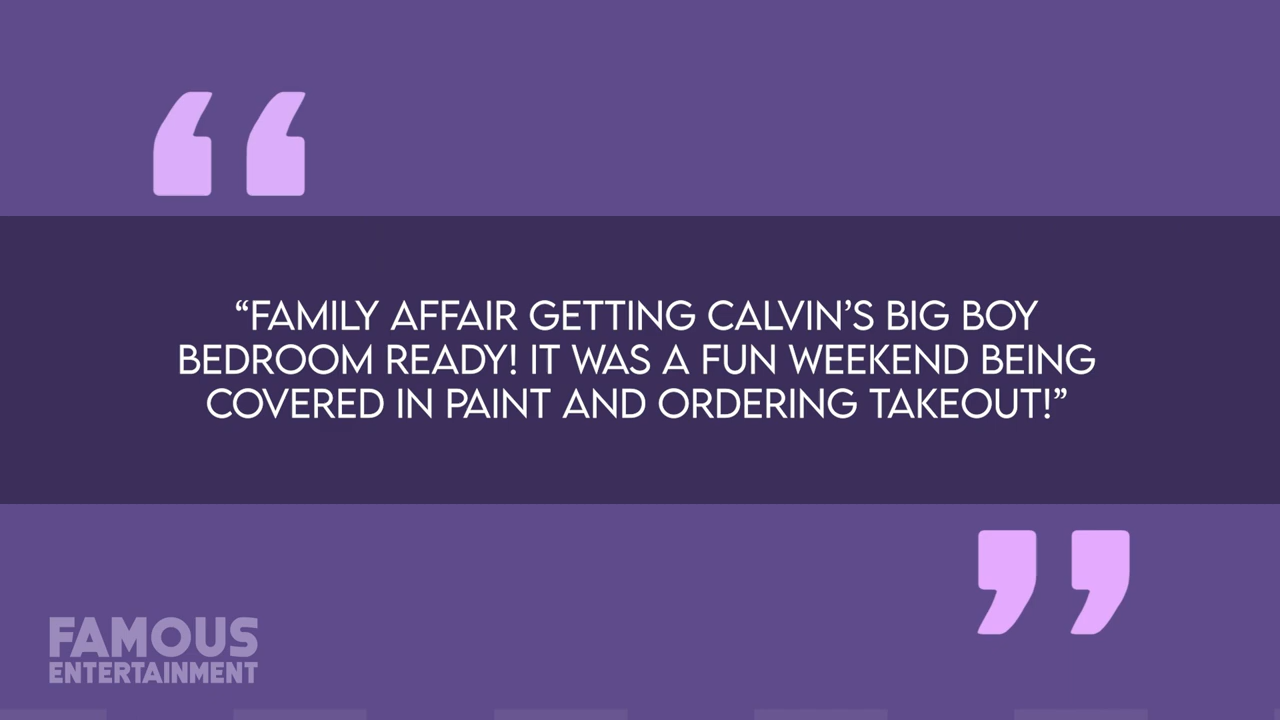 “FAMILY AFFAIR GETTING CALVIN’S BIG BOY
BEDROOM READY! IT WAS A FUN WEEKEND BEING
COVERED IN PAINT AND ORDERING TAKEOUT!”
FAMOUS
ENTERTAINMENT